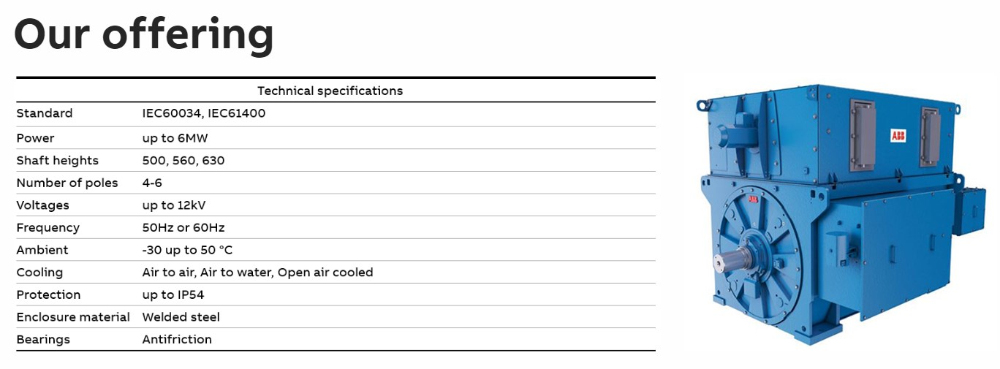 Our offering
Technical specifications
Standard IEC60034, IEC61400
Power up to 6MW
Shaft heights 500, 560, 630
Number of poles 4-6
Voltages up to 12kV
Frequency 50Hz or 60Hz
Ambient -30 up to 50 °C
Cooling Air to air, Air to water, Open air cooled
Protection up to IP54
Enclosure material Welded steel
Bearings Antifriction
ABB
ABB